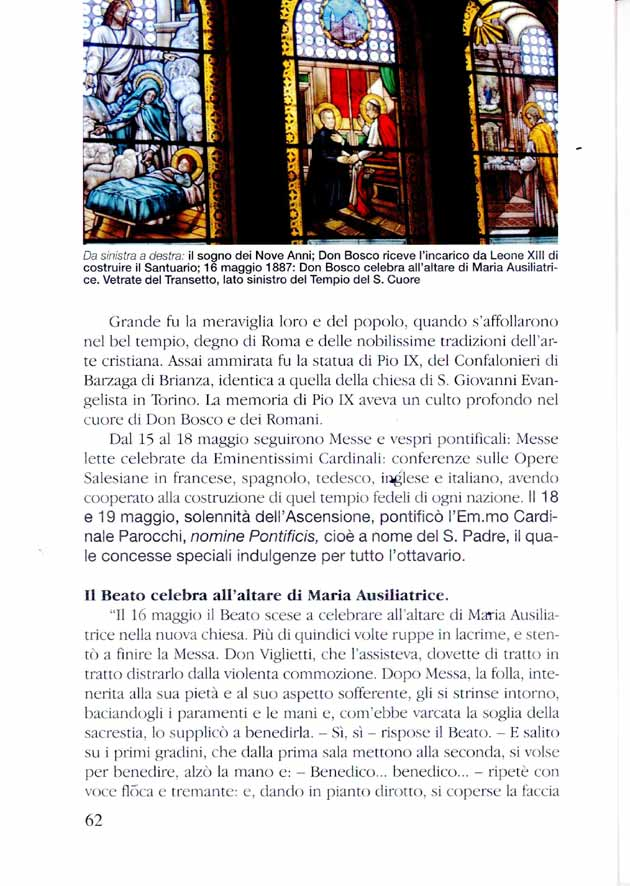 Da sinistra a destra: il sogno dei Nove Anni; Don Bosco riceve l'incarico da Leone XIII di
costruire il Santuario; 16 maggio 1887: Don Bosco celebra all'altare di Maria Ausiliatri-
ce. Vetrate del Transetto, lato sinistro del Tempio del S. Cuore
Grande fu la meraviglia loro e del popolo, quando s'affollarono
nel bel tempio, degno di Roma e delle nobilissime tradizioni dell'ar-
te cristiana. Assai ammirata fu la statua di Pio IX, del Confalonieri di
Barzaga di Brianza, identica a quella della chiesa di S. Giovanni Evan-
gelista in Torino. La memoria di Pio IX aveva un culto profondo nel
cuore di Don Bosco e dei Romani.
Dal 15 al 18 maggio seguirono Messe e vespri pontificali: Messe
lette celebrate da Eminentissimi Cardinali: conferenze sulle Opere
Salesiane in francese, spagnolo, tedesco, inglese e italiano, avendo
cooperato alla costruzione di quel tempio fedeli di ogni nazione. Il 18
e 19 maggio, solennità dell'Ascensione, pontificò l'Em.mo Cardi-
nale Parocchi, nomine Pontificis, cioè a nome del S. Padre, il qua-
le concesse speciali indulgenze per tutto l'ottavario.
Il Beato celebra all'altare di Maria Ausiliatrice.
"Il 16 maggio il Beato scese a celebrare all'altare di Maria Ausilia-
trice nella nuova chiesa. Più di quindici volte ruppe in lacrime, e sten-
tò a finire la Messa. Don Viglietti, che l'assisteva, dovette di tratto in
tratto distrarlo dalla violenta commozione. Dopo Messa, la folla, inte-
nerita alla sua pietà e al suo aspetto sofferente, gli si strinse intorno,
baciandogli i paramenti e le mani e, com'ebbe varcata la soglia della
sacrestia, lo supplicò a benedirla. – Sì, sì – rispose il Beato. – E salito
su i primi gradini, che dalla prima sala mettono alla seconda, si volse
per benedire, alzò la mano e: – Benedico... benedico... – ripetè con
voce flōca e tremante: e, dando in pianto dirotto, si coperse la faccia
62